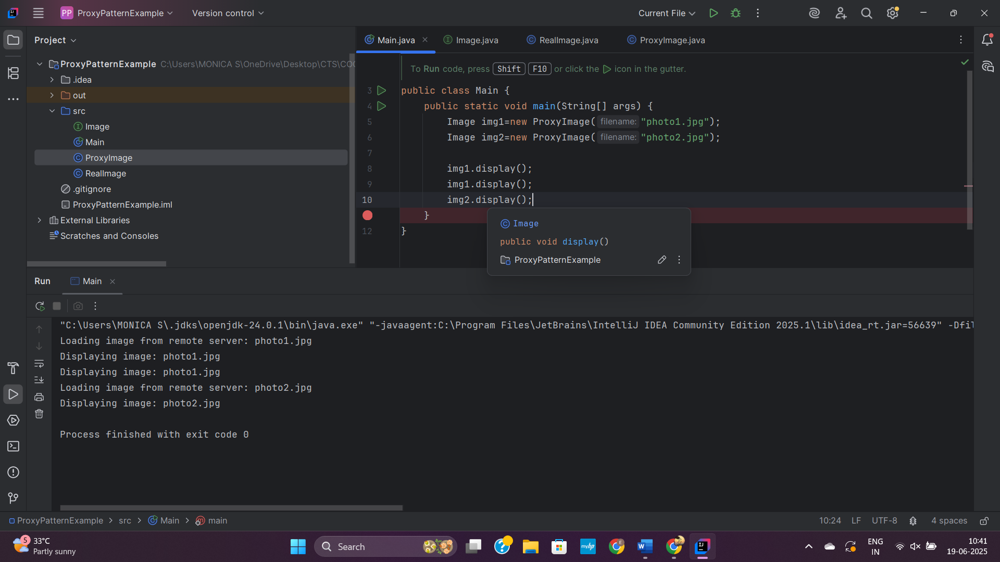 PP ProxyPatternExample Version control Current File
Project
ProxyPatternExample C:\Users\MONICA S\OneDrive\Desktop\CTS\CO
.idea
out
src
Image
Main
ProxyImage
RealImage
.gitignore
ProxyPatternExample.iml
External Libraries
Scratches and Consoles
Main.java Image.java RealImage.java ProxyImage.java
To Run code, press Shift F10 or click the icon in the gutter.
3 public class Main {
4 public static void main(String[] args) {
5 Image img1=new ProxyImage( filename: "photo1.jpg");
6 Image img2=new ProxyImage( filename: "photo2.jpg");
7
8 img1.display();
9 img1.display();
10 img2.display();
}
12 }
Image
public void display()
ProxyPatternExample
Run Main
"C:\Users\MONICA S\.jdks\openjdk-24.0.1\bin\java.exe" "-javaagent:C:\Program Files\JetBrains\IntelliJ IDEA Community Edition 2025.1\lib\idea_rt.jar=56639" -Dfil
Loading image from remote server: photo1.jpg
Displaying image: photo1.jpg
Displaying image: photo1.jpg
Loading image from remote server: photo2.jpg
Displaying image: photo2.jpg
Process finished with exit code 0
ProxyPatternExample > src > Main > main 10:24 LF UTF-8 4 spaces
5 33°C
Partly sunny
Search
myhp
ENG
IN
10:41
19-06-2025